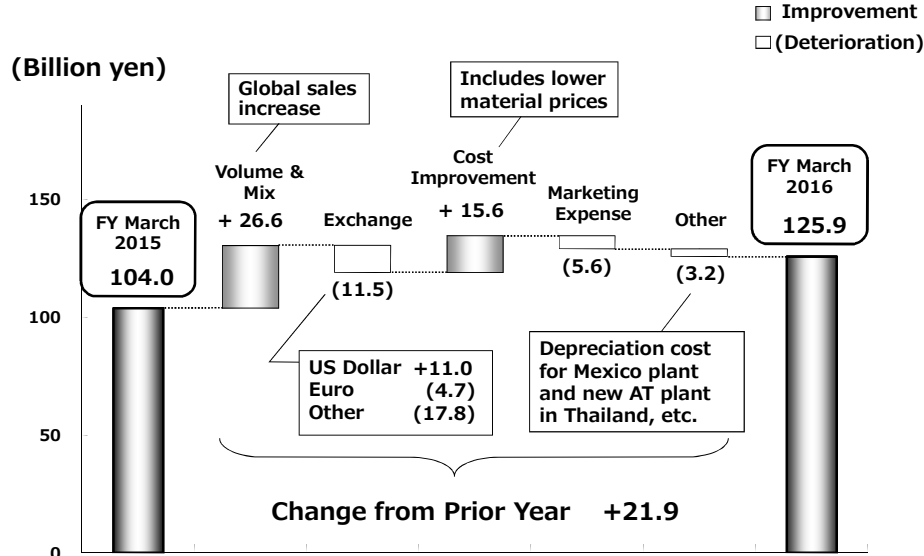 Improvement
(Deterioration)
(Billion yen)
Global sales
increase
Includes lower
material prices
Volume &
Mix
+ 26.6
Exchange
(11.5)
Cost
Improvement
+ 15.6
Marketing
Expense
(5.6)
Other
(3.2)
FY March
2015
104.0
FY March
2016
125.9
150
100
50
0
US Dollar +11.0
Euro (4.7)
Other (17.8)
Depreciation cost
for Mexico plant
and new AT plant
in Thailand, etc.
Change from Prior Year +21.9